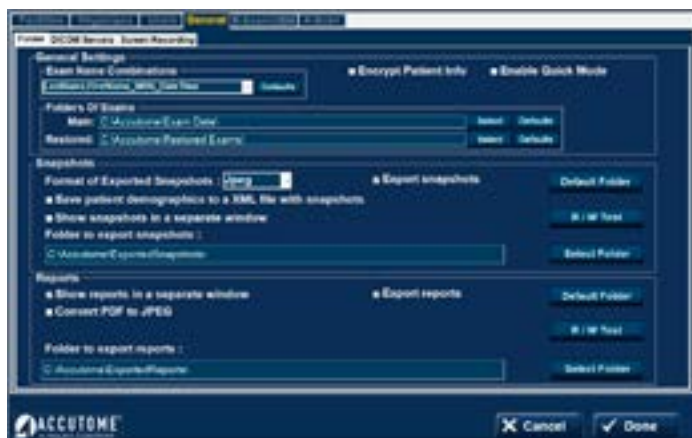 General
Folder DICOM Servers Screen Recording
General Settings
Exam Name Combinations
Encrypt Patient Info Enable Quick Mode
Defaults
Folders Of Exams
Main: C:\Accutome\Exam Data\ Select Defaults
Restored: C:\Accutome\Restored Exams\ Select Defaults
Snapshots
Format of Exported Snapshots : Jpeg Export snapshots Default Folder
Save patient demographics to a XML file with snapshots
Show snapshots in a separate window R / W Test
Folder to export snapshots :
C:\Accutome\ExportedSnapshots\ Select Folder
Reports
Show reports in a separate window Export reports Default Folder
Convert PDF to JPEG
R / W Test
Folder to export reports :
C:\Accutome\ExportedReports\ Select Folder
ACCUTOME Cancel Done